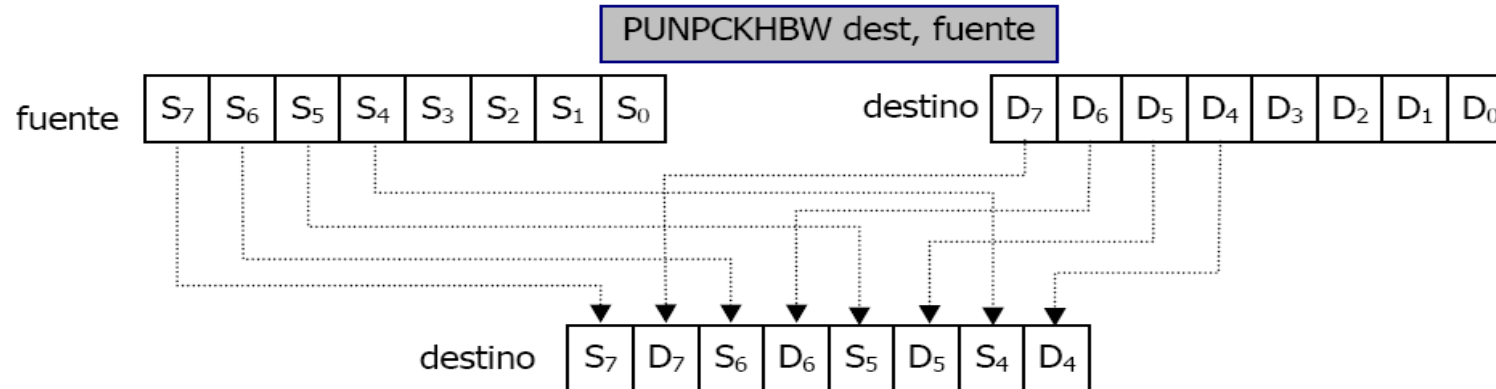 PUNPCKHBW dest, fuente
fuente S₇ S₆ S₅ S₄ S₃ S₂ S₁ S₀
destino D₇ D₆ D₅ D₄ D₃ D₂ D₁ D₀
destino S₇ D₇ S₆ D₆ S₅ D₅ S₄ D₄